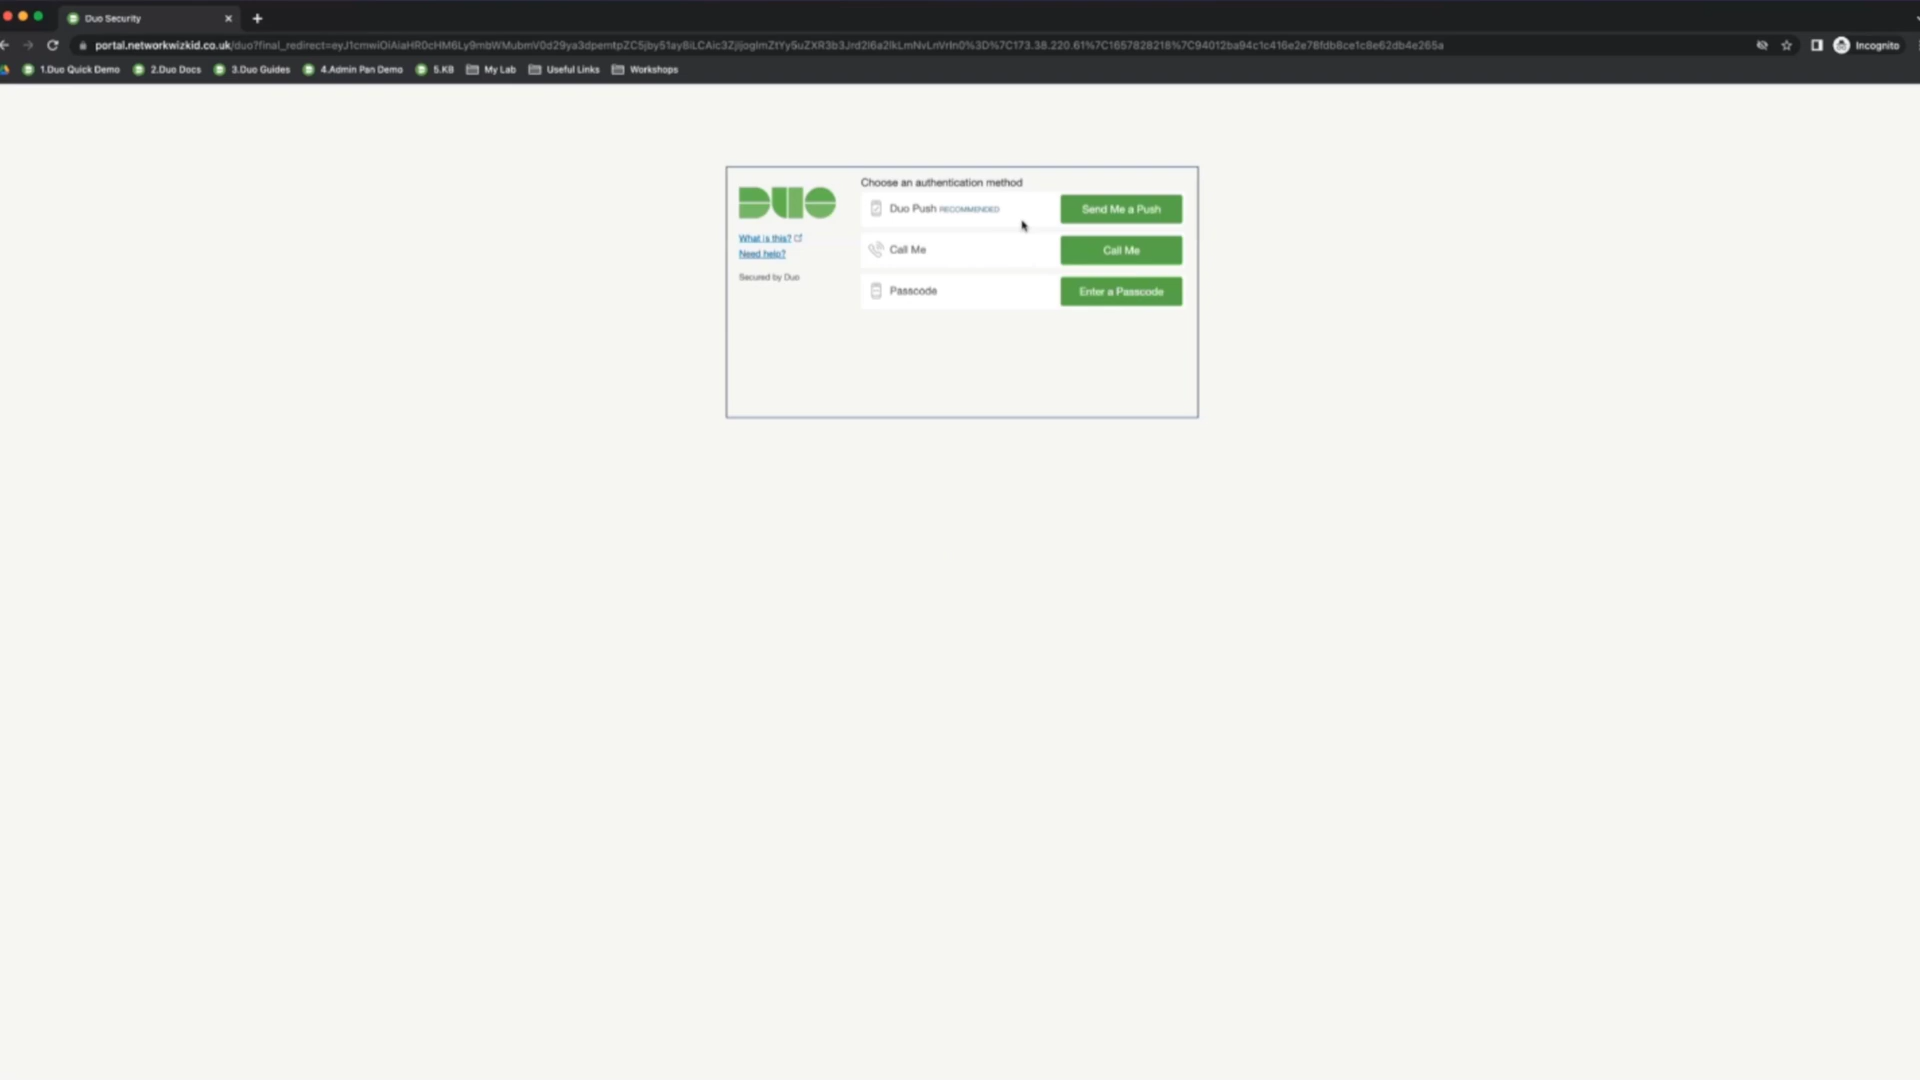 Duo Security
portal.networkwizkid.co.uk
Incognito
1.Duo Quick Demo
2.Duo Docs
3.Duo Guides
4.Admin Pan Demo
5.KB
My Lab
Useful Links
Workshops
DUO
What is this?
Need help?
Secured by Duo
Choose an authentication method
Duo Push RECOMMENDED
Send Me a Push
Call Me
Call Me
Passcode
Enter a Passcode